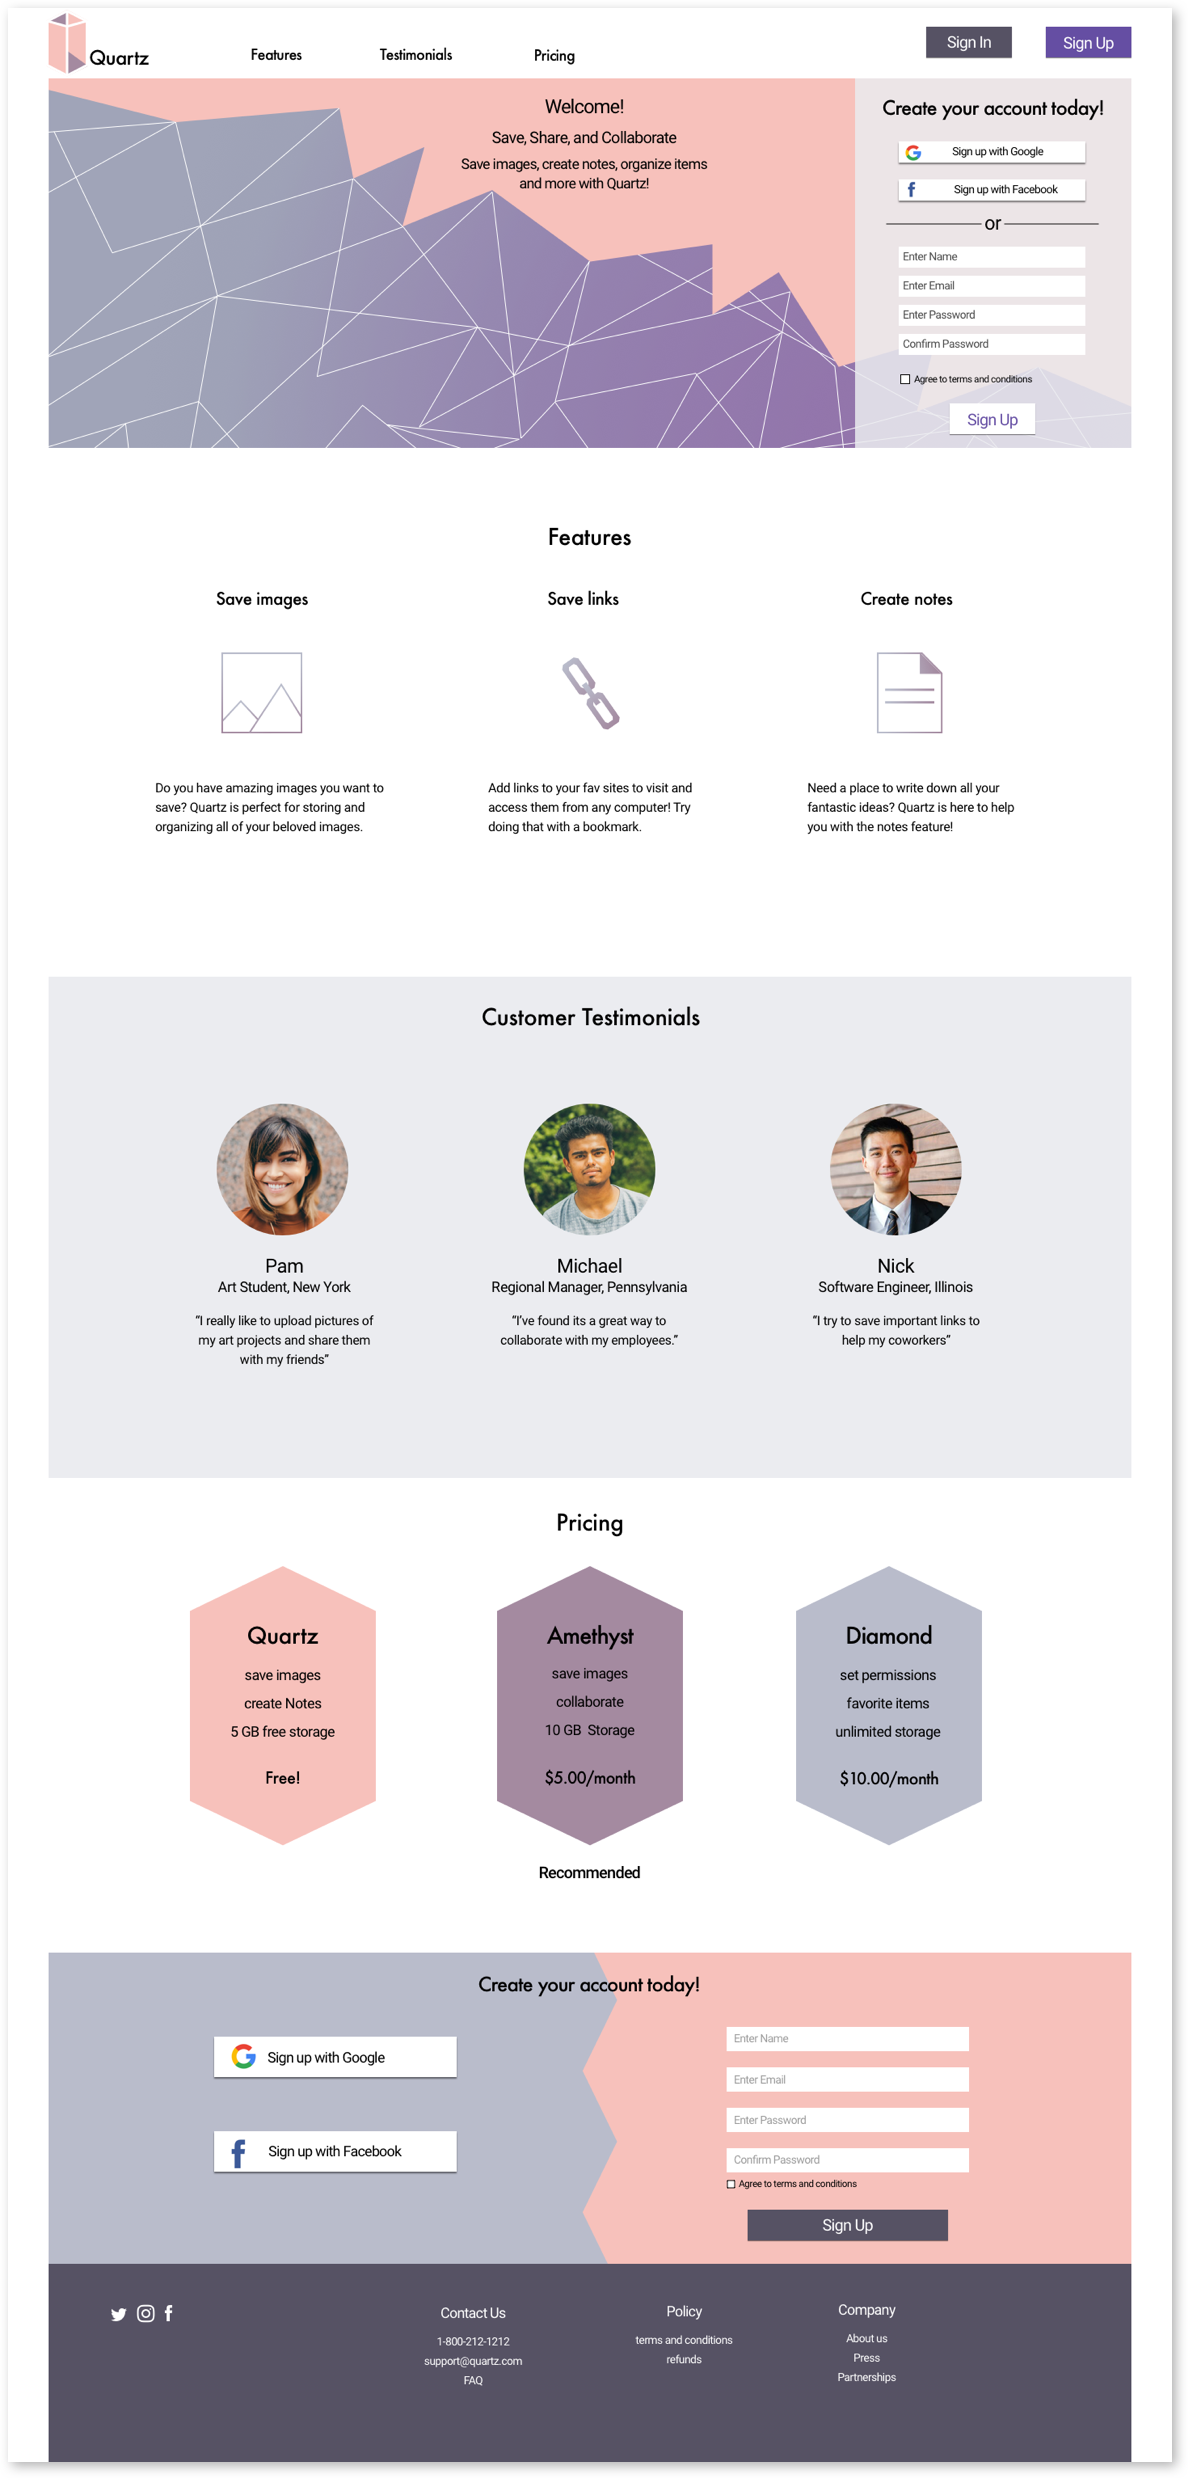 Quartz
Features
Testimonials
Pricing
Sign In
Sign Up
Welcome!
Save, Share, and Collaborate
Save images, create notes, organize items
and more with Quartz!
Create your account today!
Sign up with Google
Sign up with Facebook
or
Enter Name
Enter Email
Enter Password
Confirm Password
Agree to terms and conditions
Sign Up
Features
Save images
Do you have amazing images you want to
save? Quartz is perfect for storing and
organizing all of your beloved images.
Save links
Add links to your fav sites to visit and
access them from any computer! Try
doing that with a bookmark.
Create notes
Need a place to write down all your
fantastic ideas? Quartz is here to help
you with the notes feature!
Customer Testimonials
Pam
Art Student, New York
“I really like to upload pictures of
my art projects and share them
with my friends”
Michael
Regional Manager, Pennsylvania
“I’ve found its a great way to
collaborate with my employees.”
Nick
Software Engineer, Illinois
“I try to save important links to
help my coworkers”
Pricing
Quartz
save images
create Notes
5 GB free storage
Free!
Amethyst
save images
collaborate
10 GB  Storage
$5.00/month
Recommended
Diamond
set permissions
favorite items
unlimited storage
$10.00/month
Create your account today!
Sign up with Google
Sign up with Facebook
Enter Name
Enter Email
Enter Password
Confirm Password
Agree to terms and conditions
Sign Up
Contact Us
1-800-212-1212
support@quartz.com
FAQ
Policy
terms and conditions
refunds
Company
About us
Press
Partnerships